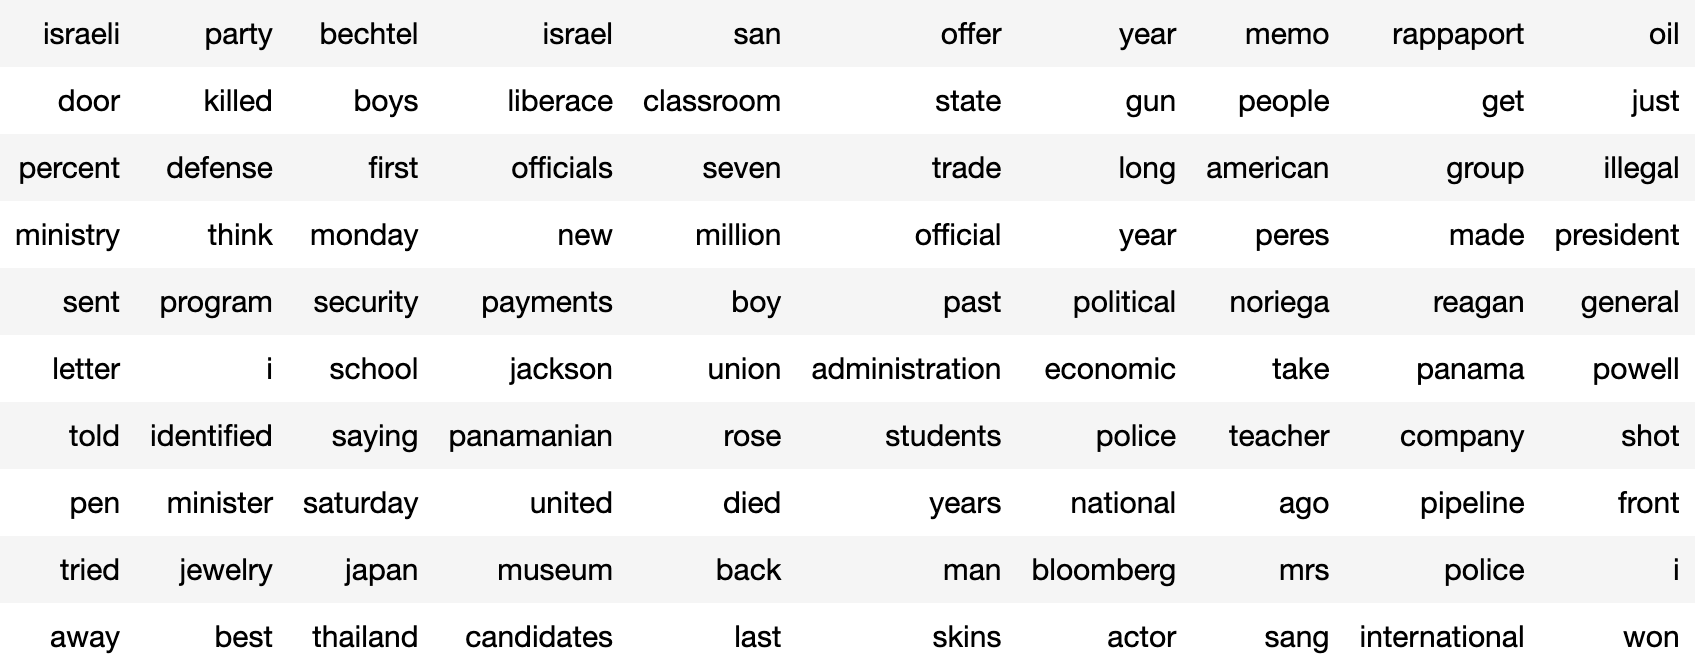 israeli party bechtel israel san offer year memo rappaport oil
door killed boys liberace classroom state gun people get just
percent defense first officials seven trade long american group illegal
ministry think monday new million official year peres made president
sent program security payments boy past political noriega reagan general
letter i school jackson union administration economic take panama powell
told identified saying panamanian rose students police teacher company shot
pen minister saturday united died years national ago pipeline front
tried jewelry japan museum back man bloomberg mrs police i
away best thailand candidates last skins actor sang international won